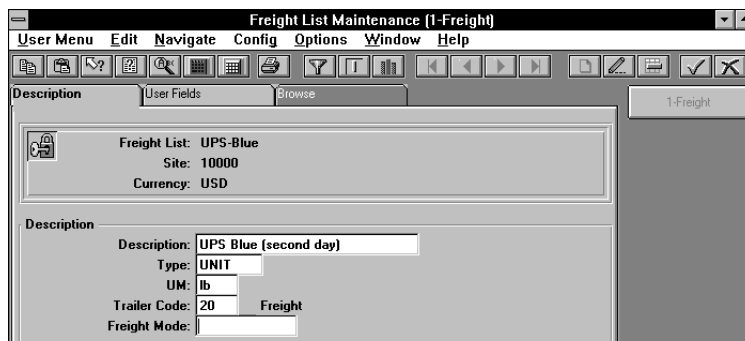 Freight List Maintenance (1-Freight)
User Menu Edit Navigate Config Options Window Help
Description User Fields Browse
1-Freight
Freight List: UPS-Blue
Site: 10000
Currency: USD
Description
Description: UPS Blue (second day)
Type: UNIT
UM: lb
Trailer Code: 20 Freight
Freight Mode: